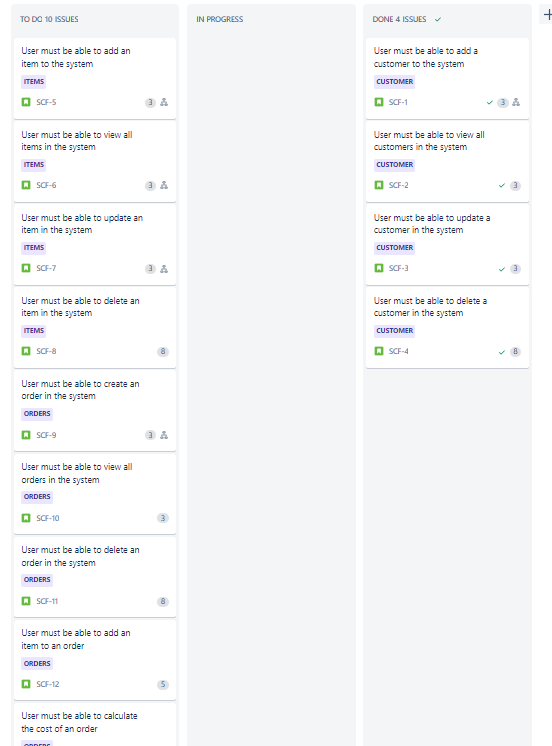 TO DO 10 ISSUES
User must be able to add an
item to the system
ITEMS
SCF-5
3
User must be able to view all
items in the system
ITEMS
SCF-6
3
User must be able to update an
item in the system
ITEMS
SCF-7
3
User must be able to delete an
item in the system
ITEMS
SCF-8
8
User must be able to create an
order in the system
ORDERS
SCF-9
3
User must be able to view all
orders in the system
ORDERS
SCF-10
3
User must be able to delete an
order in the system
ORDERS
SCF-11
8
User must be able to add an
item to an order
ORDERS
SCF-12
5
User must be able to calculate
the cost of an order
ORDERS
IN PROGRESS
DONE 4 ISSUES
User must be able to add a
customer to the system
CUSTOMER
SCF-1
3
User must be able to view all
customers in the system
CUSTOMER
SCF-2
3
User must be able to update a
customer in the system
CUSTOMER
SCF-3
3
User must be able to delete a
customer in the system
CUSTOMER
SCF-4
8